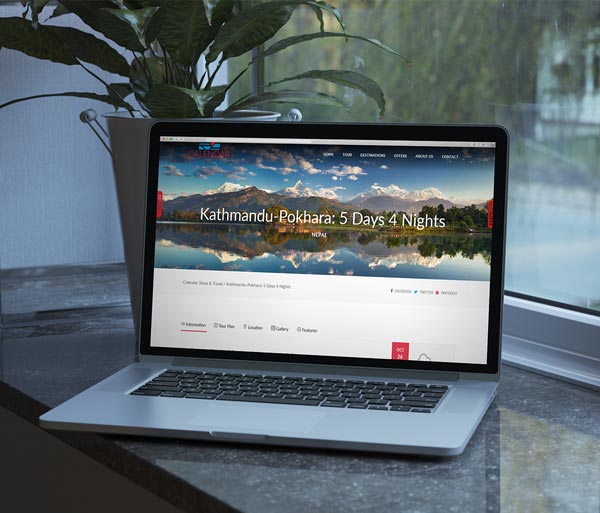 CALENDAR
HOME TOUR DESTINATIONS OFFERS ABOUT US CONTACT
Kathmandu-Pokhara: 5 Days 4 Nights
NEPAL
Calendar Tours & Travel / Kathmandu-Pokhara: 5 Days 4 Nights
FACEBOOK TWITTER PINTEREST
Information Tour Plan Location Gallery Features
OCT
26